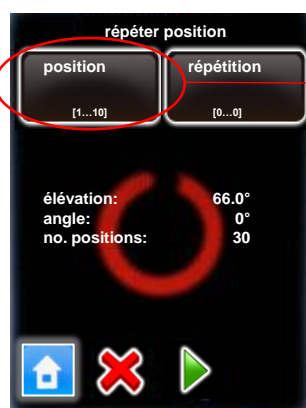 répéter position
position répétition
[1…10] [0…0]
élévation: 66.0°
angle: 0°
no. positions: 30